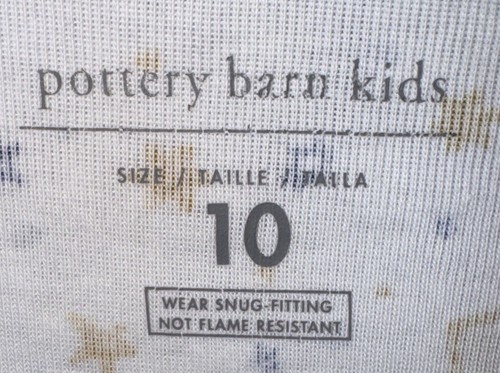 pottery barn kids
SIZE / TAILLE / TALLA
10
WEAR SNUG-FITTING
NOT FLAME RESISTANT